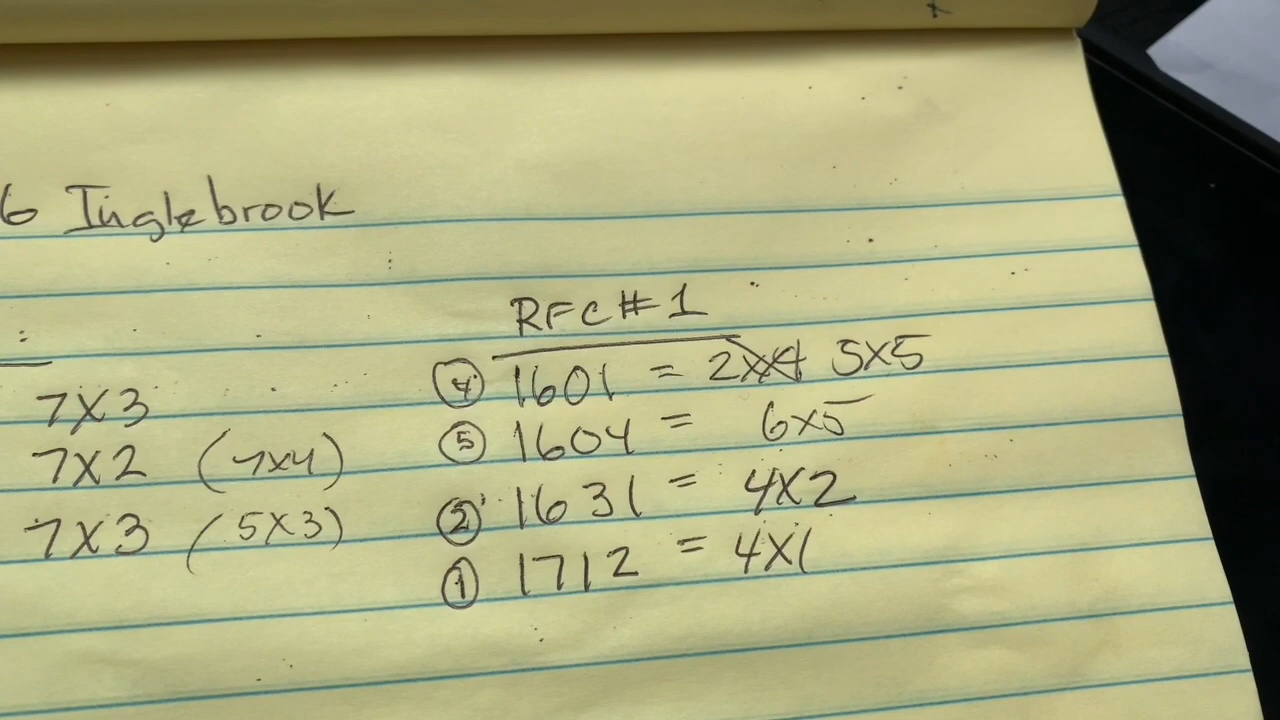 6 Inglebrook
RFC#1
7X3
7X2 (7X4)
7X3 (5X3)
④ 1601 = 2X4 5X5
⑤ 1604 = 6X5
② 1631 = 4X2
① 1712 = 4X1